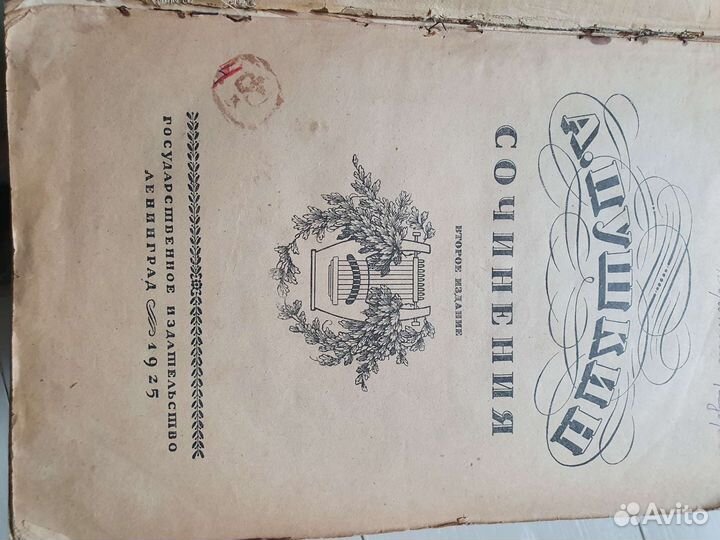 А. ПУШКИН
СОЧИНЕНИЯ
ВТОРОЕ ИЗДАНИЕ
ГОСУДАРСТВЕННОЕ ИЗДАТЕЛЬСТВО
ЛЕНИНГРАД 1925
Avito